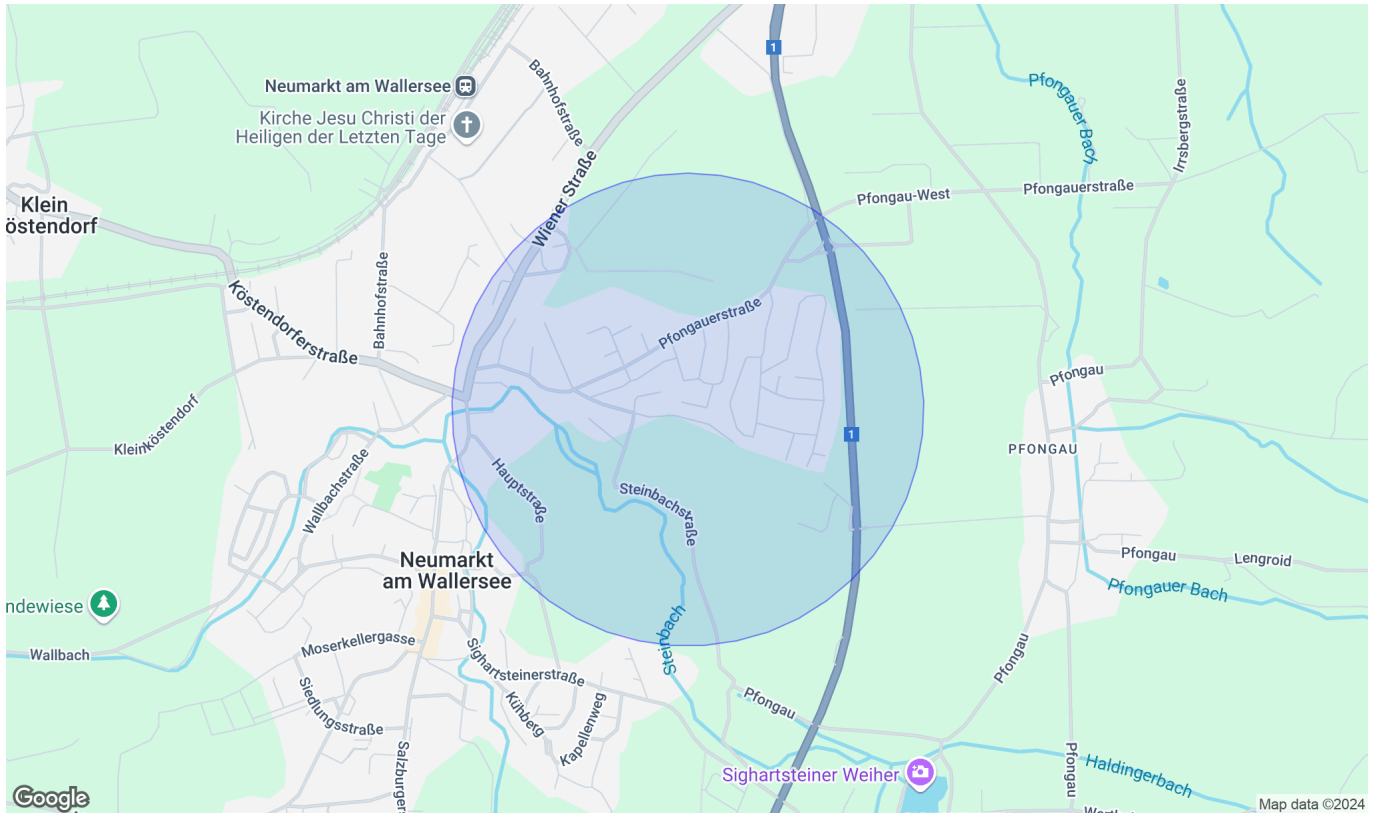 1
Neumarkt am Wallersee
Bahnhofstraße
Pfongauer Bach
Irrsbergstraße
Kirche Jesu Christi der
Heiligen der Letzten Tage
Wiener Straße
Pfongau-West
Pfongauerstraße
Klein
östendorf
Köstendorferstraße
Bahnhofstraße
Pfongauerstraße
Pfongau
Kleinköstendorf
1
PFONGAU
Wallbachstraße
Hauptstraße
Steinbachstraße
Neumarkt
am Wallersee
Pfongau
Lengroid
Pfongauer Bach
ndewiese
Steinbach
Moserkellergasse
Wallbach
Sighartsteinerstraße
Pfongau
Siedlungsstraße
Kühberg
Kapellenweg
Pfongau
Salzburger
Pfongau
Haldingerbach
Sighartsteiner Weiher
Google
Map data ©2024